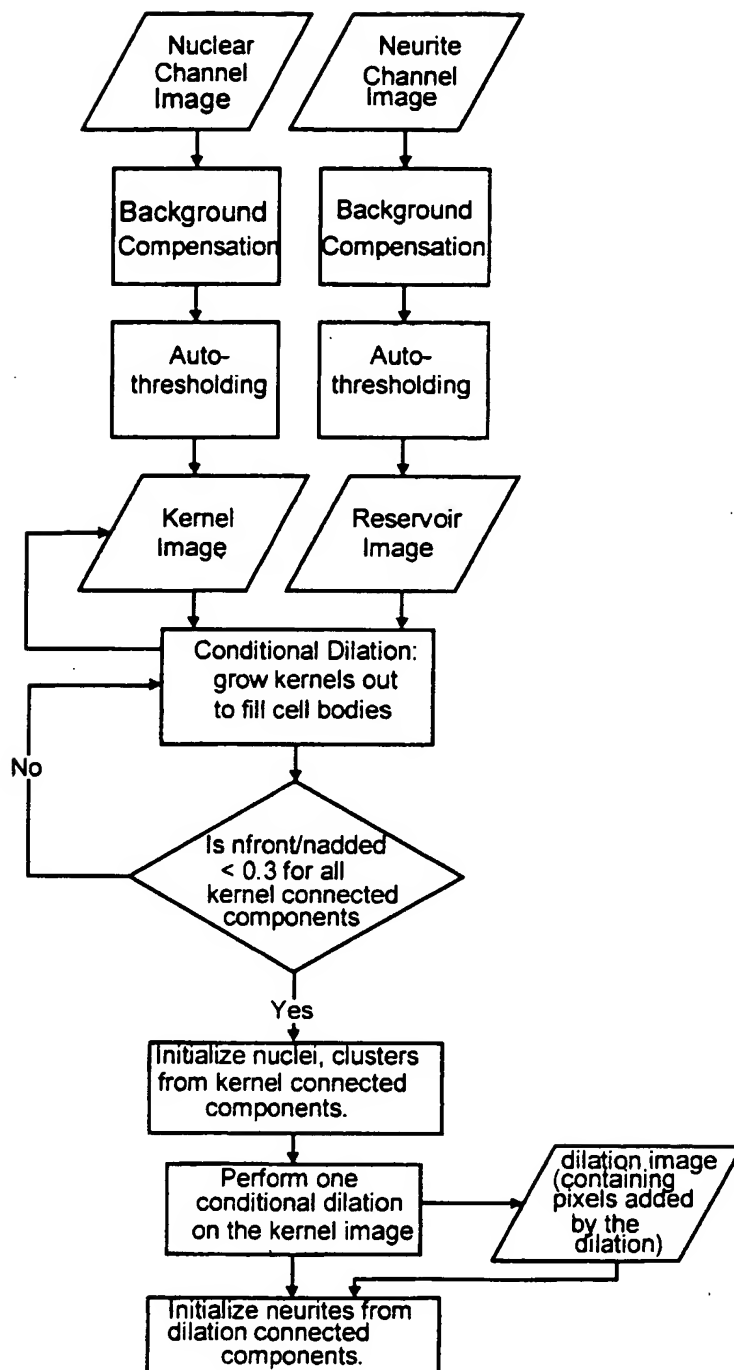 Nuclear
Channel
Image
Neurite
Channel
Image
Background
Compensation
Background
Compensation
Auto-
thresholding
Auto-
thresholding
Kernel
Image
Reservoir
Image
Conditional Dilation:
grow kernels out
to fill cell bodies
No
Is nfront/nadded
< 0.3 for all
kernel connected
components
Yes
Initialize nuclei, clusters
from kernel connected
components.
Perform one
conditional dilation
on the kernel image
dilation image
(containing
pixels added
by the
dilation)
Initialize neurites from
dilation connected
components.